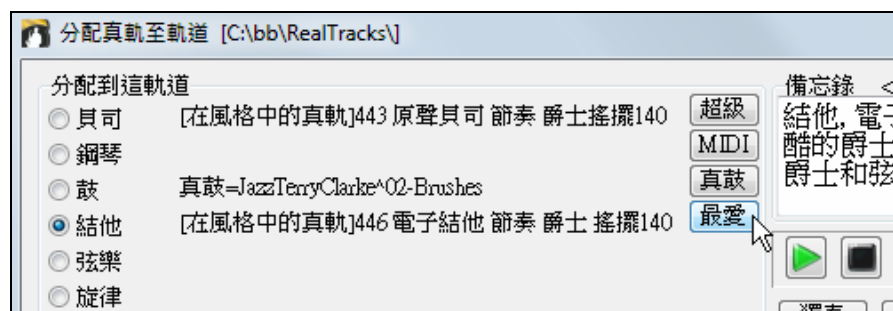 分配真軌至軌道 [C:\bb\RealTracks\]
分配到這軌道
貝司 [在風格中的真軌]443 原聲貝司 節奏 爵士搖擺140
鋼琴
鼓 真鼓=JazzTerryClarke^02-Brushes
結他 [在風格中的真軌]446 電子結他 節奏 爵士 搖擺140
弦樂
旋律
超級
MIDI
真鼓
最愛
備忘錄 <
結他, 電子
酷的爵士
爵士和弦